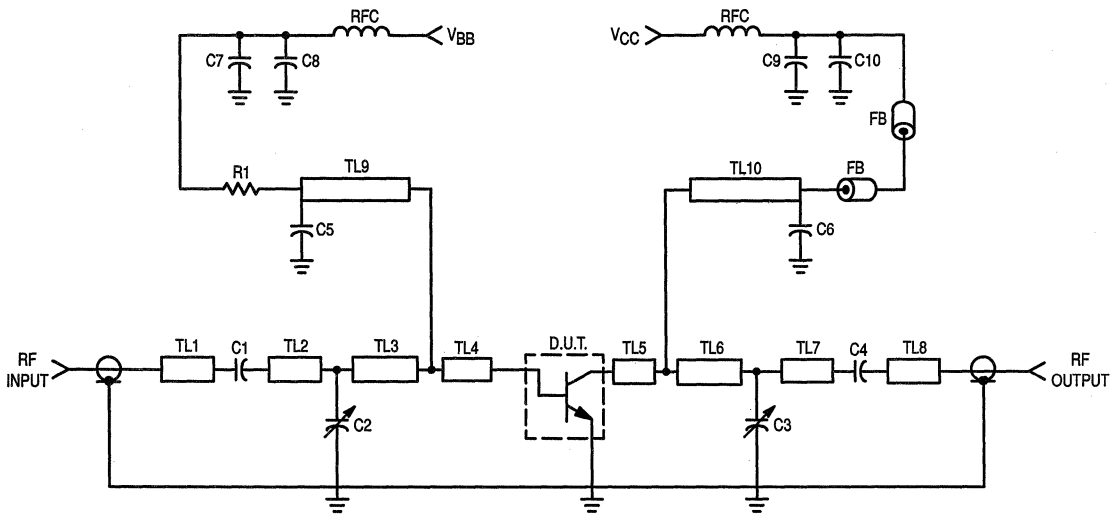 RFC
VBB
C7
C8
VCC
RFC
C9
C10
FB
R1
TL9
C5
TL10
FB
C6
RF
INPUT
TL1
C1
TL2
TL3
TL4
D.U.T.
TL5
TL6
TL7
C4
TL8
RF
OUTPUT
C2
C3